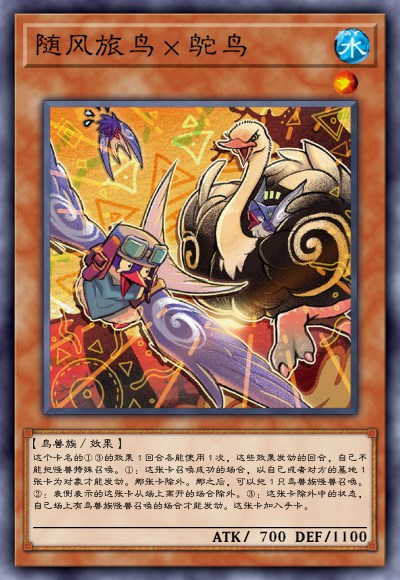 随风旅鸟×鸵鸟
水
【鸟兽族/效果】
这个卡名的①③的效果1回合各能使用1次，这些效果发动的回合，自己不
能把怪兽特殊召唤。①：这张卡召唤成功的场合，以自己或者对方的墓地1
张卡为对象才能发动。那张卡除外。那之后，可以把1只鸟兽族怪兽召唤。
②：表侧表示的这张卡从场上离开的场合除外。③：这张卡除外中的状态，
自己场上有鸟兽族怪兽召唤的场合才能发动。这张卡加入手卡。
ATK/ 700 DEF/1100